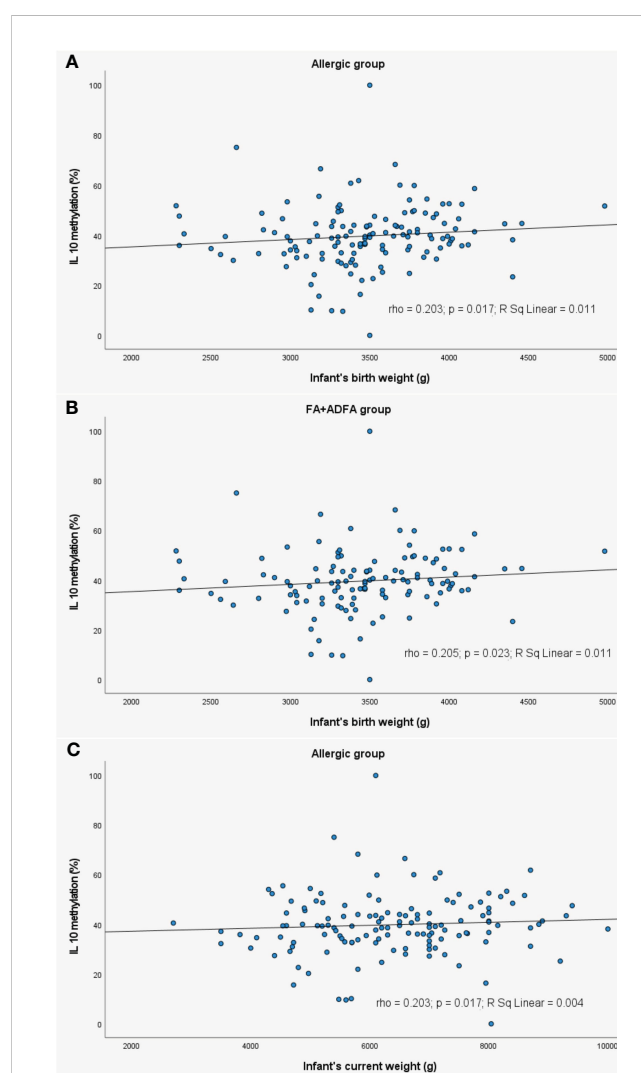 A
Allergic group
100
80
60
40
20
0
IL 10 methylation (%)
rho = 0.203; p = 0.017; R Sq Linear = 0.011
2000 2500 3000 3500 4000 4500 5000
Infant's birth weight (g)
B
FA+ADFA group
100
80
60
40
20
0
IL 10 methylation (%)
rho = 0.205; p = 0.023; R Sq Linear = 0.011
2000 2500 3000 3500 4000 4500 5000
Infant's birth weight (g)
C
Allergic group
100
80
60
40
20
0
IL 10 methylation (%)
rho = 0.203; p = 0.017; R Sq Linear = 0.004
2000 4000 6000 8000 10000
Infant's current weight (g)